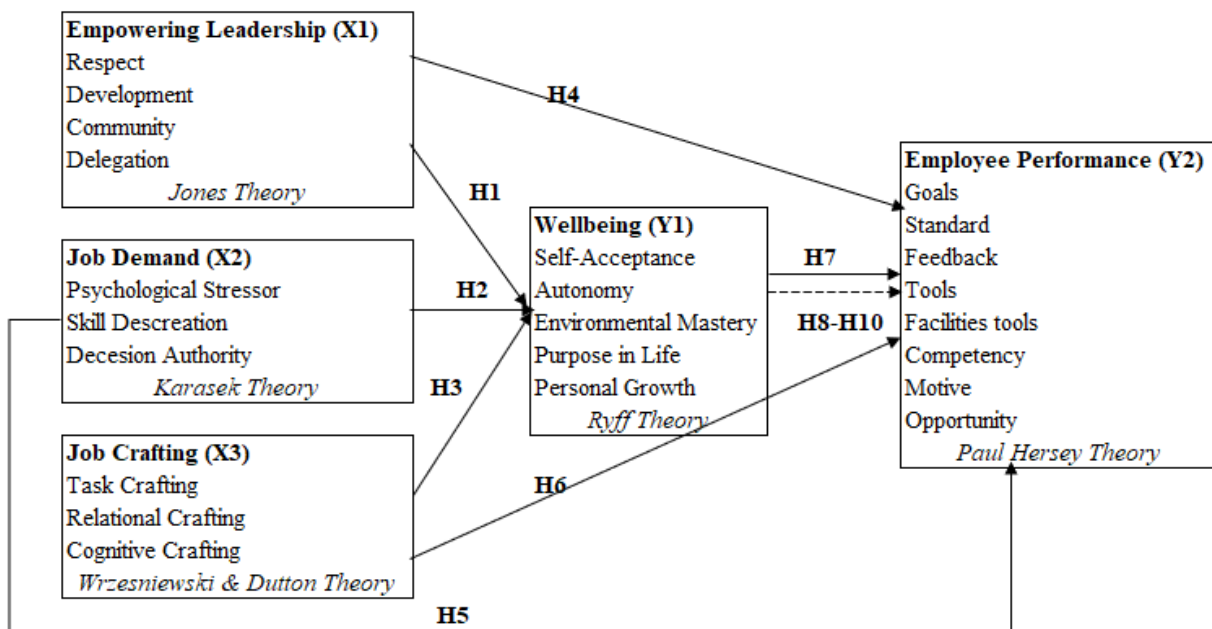 Empowering Leadership (X1)
Respect
Development
Community
Delegation
Jones Theory
H4
H1
Job Demand (X2)
Psychological Stressor
Skill Descreation
Decesion Authority
Karasek Theory
H2
H3
Job Crafting (X3)
Task Crafting
Relational Crafting
Cognitive Crafting
Wrzesniewski & Dutton Theory
Wellbeing (Y1)
Self-Acceptance
Autonomy
Environmental Mastery
Purpose in Life
Personal Growth
Ryff Theory
H7
H8-H10
H6
H5
Employee Performance (Y2)
Goals
Standard
Feedback
Tools
Facilities tools
Competency
Motive
Opportunity
Paul Hersey Theory